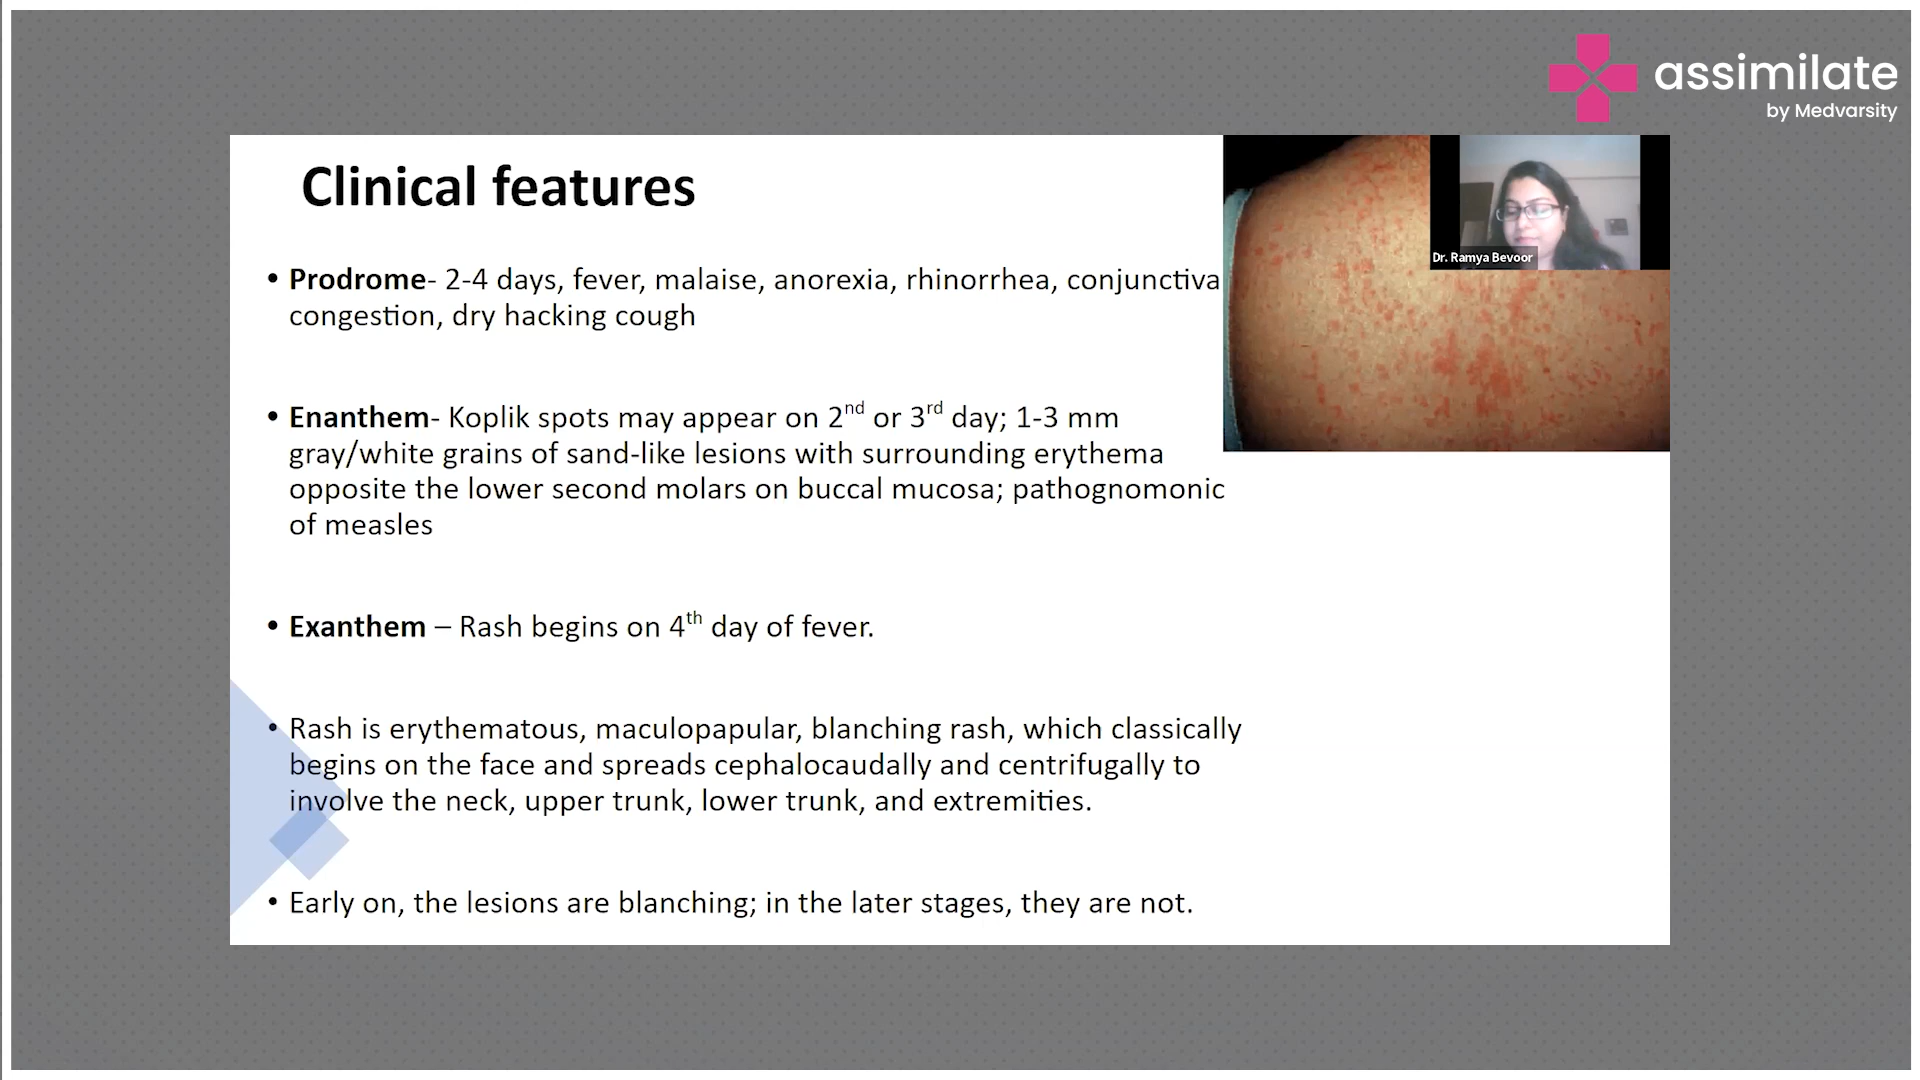 assimilate
by Medvarsity
Clinical features
Dr. Ramya Bevoor
• Prodrome- 2-4 days, fever, malaise, anorexia, rhinorrhea, conjunctiva
congestion, dry hacking cough
• Enanthem- Koplik spots may appear on 2nd or 3rd day; 1-3 mm
gray/white grains of sand-like lesions with surrounding erythema
opposite the lower second molars on buccal mucosa; pathognomonic
of measles
• Exanthem – Rash begins on 4th day of fever.
• Rash is erythematous, maculopapular, blanching rash, which classically
begins on the face and spreads cephalocaudally and centrifugally to
involve the neck, upper trunk, lower trunk, and extremities.
• Early on, the lesions are blanching; in the later stages, they are not.